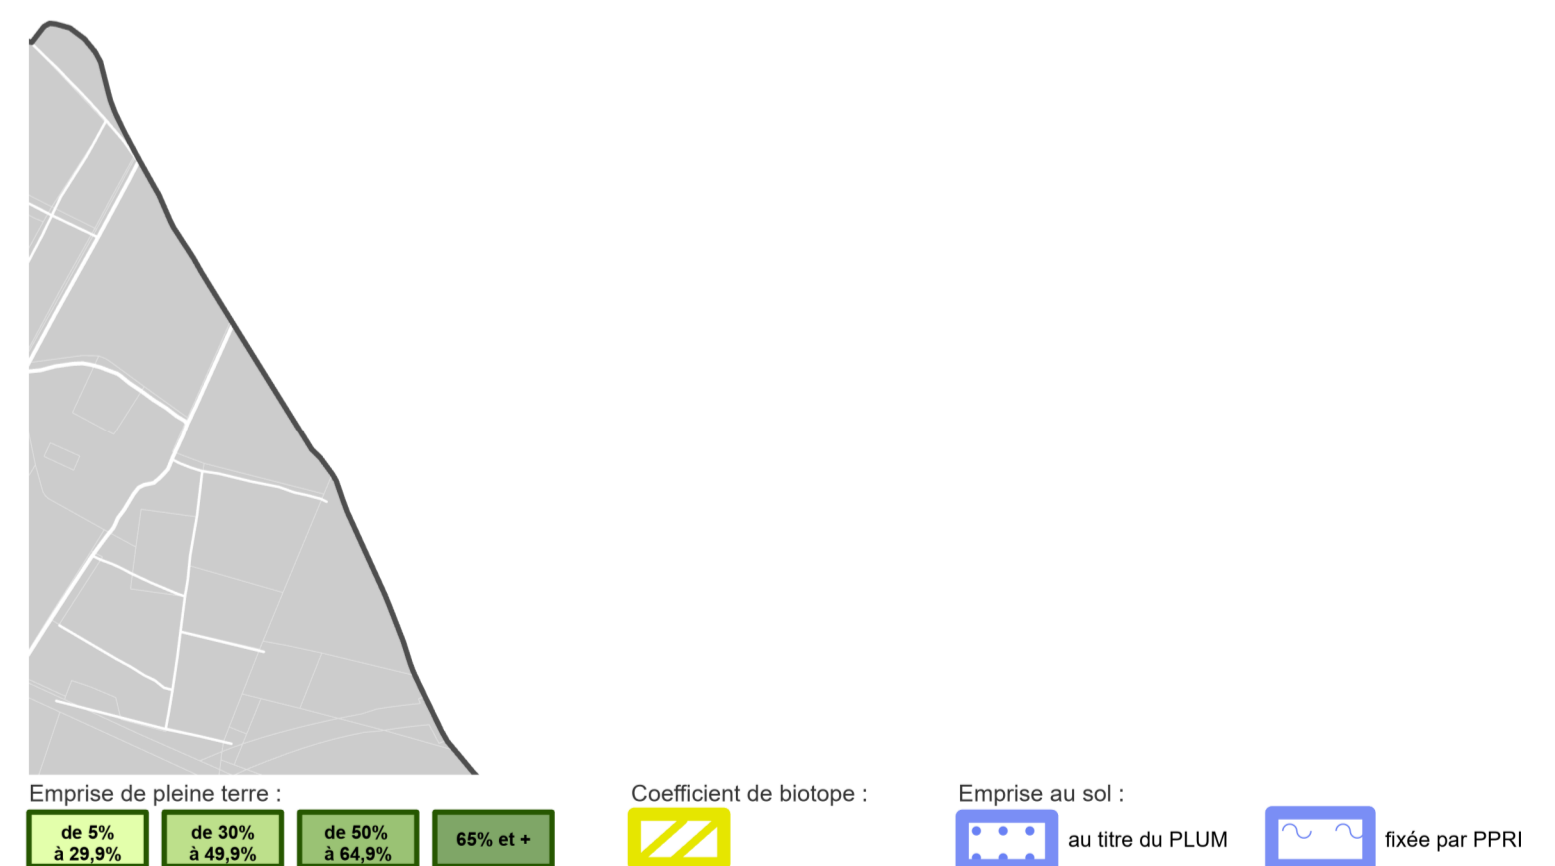 Emprise de pleine terre :
Coefficient de biotope :
Emprise au sol :
de 5%
à 29,9%
de 30%
à 49,9%
de 50%
à 64,9%
65% et +
au titre du PLUM
fixée par PPRI